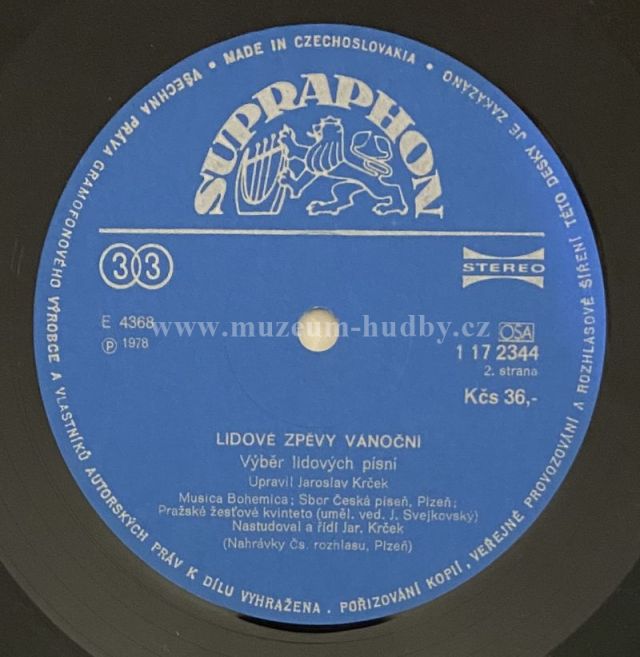 VŠECHNA PRÁVA GRAMOFONOVÉHO VÝROBCE A VLASTNÍKŮ AUTORSKÝCH PRÁV K DÍLU VYHRAŽENA . POŘIZOVÁNÍ KOPIÍ, VEŘEJNÉ PROVOZOVÁNÍ A ROZHLASOVÉ ŠÍŘENÍ TÉTO DESKY JE ZAKÁZÁNO
• MADE IN CZECHOSLOVAKIA •
SUPRAPHON
33
STEREO
E 4368
www.muzeum-hudby.cz
OSA
℗ 1978
1 17 2344
2. strana
Kčs 36,-
LIDOVÉ ZPĚVY VÁNOČNÍ
Výběr lidových písní
Upravil Jaroslav Krček
Musica Bohemica; Sbor Česká píseň, Plzeň;
Pražské žesťové kvinteto (uměl. ved. J. Svejkovský)
Nastudoval a řídí Jar. Krček
(Nahrávky Čs. rozhlasu, Plzeň)